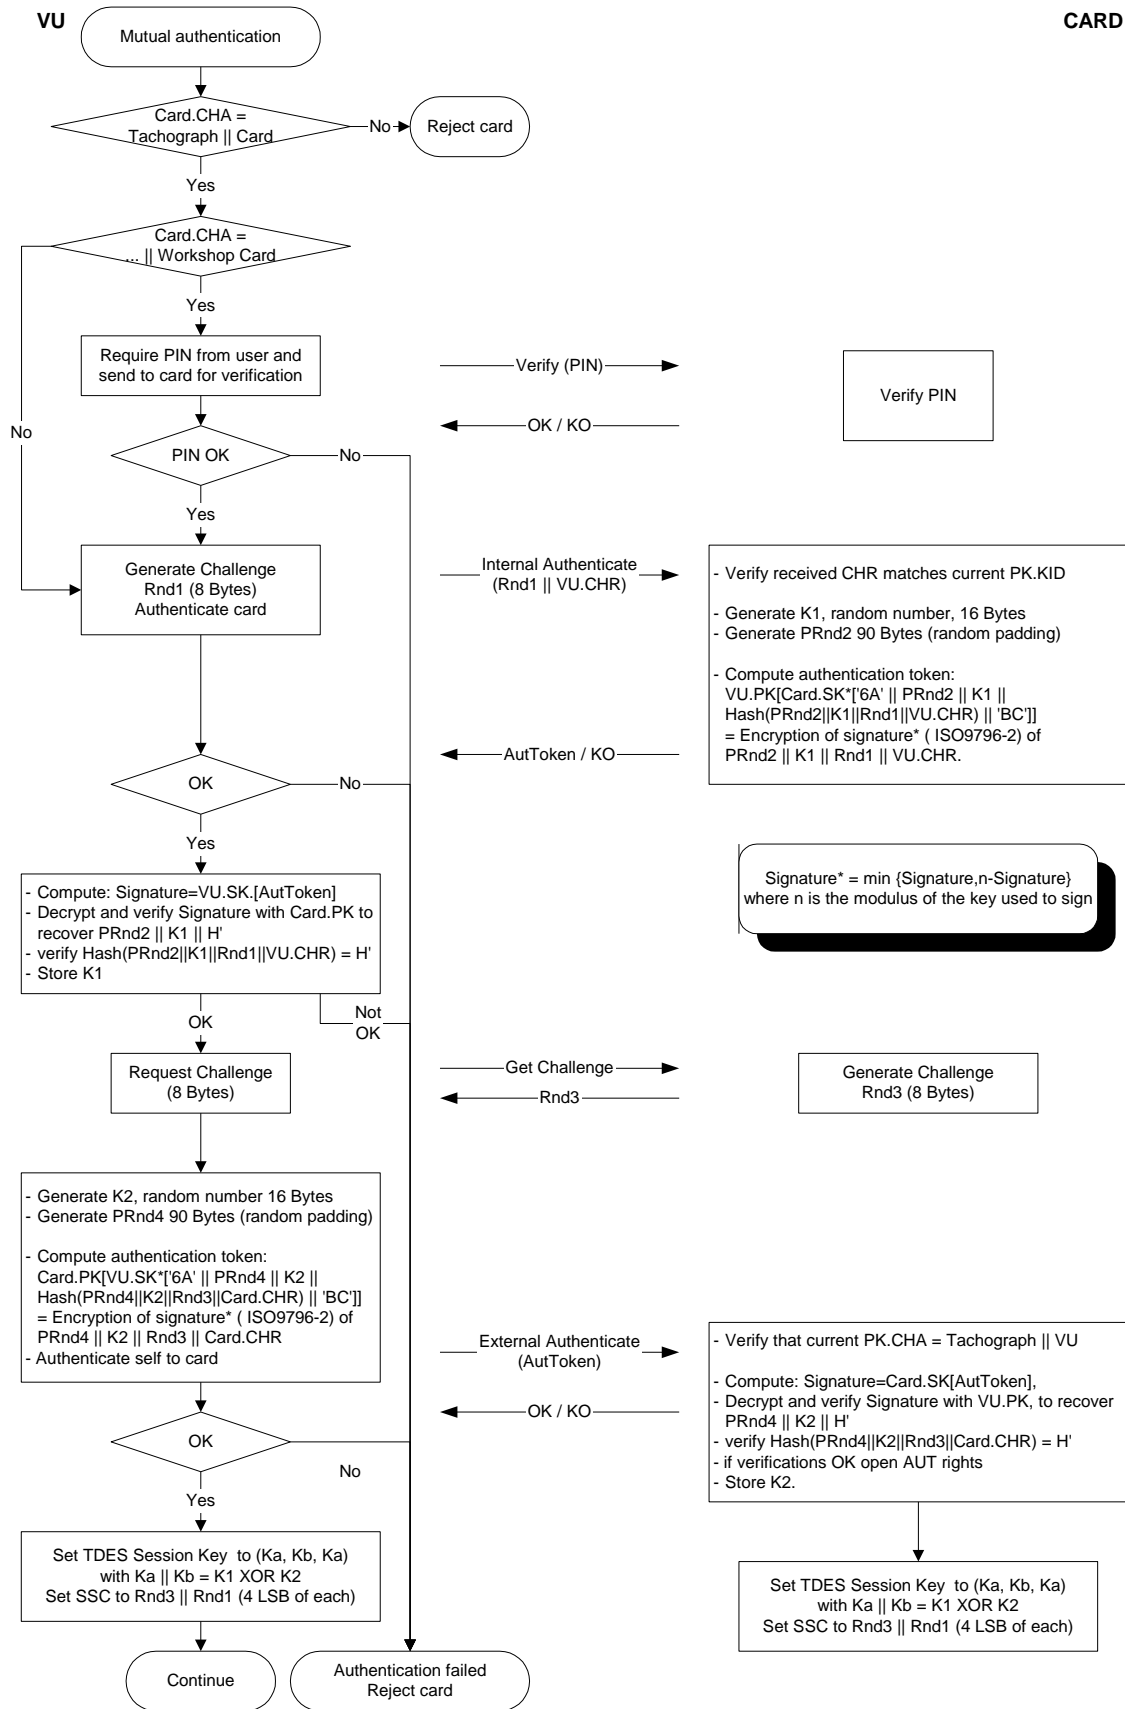 VU
CARD
Mutual authentication
Card.CHA =
Tachograph || Card
No
Reject card
Yes
Card.CHA =
... || Workshop Card
Yes
No
Require PIN from user and
send to card for verification
Verify (PIN)
Verify PIN
OK / KO
PIN OK
No
Yes
Generate Challenge
Rnd1 (8 Bytes)
Authenticate card
Internal Authenticate
(Rnd1 || VU.CHR)
- Verify received CHR matches current PK.KID
- Generate K1, random number, 16 Bytes
- Generate PRnd2 90 Bytes (random padding)
- Compute authentication token:
VU.PK[Card.SK*['6A' || PRnd2 || K1 ||
Hash(PRnd2||K1||Rnd1||VU.CHR) || 'BC']]
= Encryption of signature* ( ISO9796-2) of
PRnd2 || K1 || Rnd1 || VU.CHR.
AutToken / KO
OK
No
Yes
- Compute: Signature=VU.SK.[AutToken]
- Decrypt and verify Signature with Card.PK to
recover PRnd2 || K1 || H'
- verify Hash(PRnd2||K1||Rnd1||VU.CHR) = H'
- Store K1
Signature* = min {Signature,n-Signature}
where n is the modulus of the key used to sign
OK
Not
OK
Request Challenge
(8 Bytes)
Get Challenge
Rnd3
Generate Challenge
Rnd3 (8 Bytes)
- Generate K2, random number 16 Bytes
- Generate PRnd4 90 Bytes (random padding)
- Compute authentication token:
Card.PK[VU.SK*['6A' || PRnd4 || K2 ||
Hash(PRnd4||K2||Rnd3||Card.CHR) || 'BC']]
= Encryption of signature* ( ISO9796-2) of
PRnd4 || K2 || Rnd3 || Card.CHR
- Authenticate self to card
External Authenticate
(AutToken)
- Verify that current PK.CHA = Tachograph || VU
- Compute: Signature=Card.SK[AutToken],
- Decrypt and verify Signature with VU.PK, to recover
PRnd4 || K2 || H'
- verify Hash(PRnd4||K2||Rnd3||Card.CHR) = H'
- if verifications OK open AUT rights
- Store K2.
OK / KO
OK
No
Yes
Set TDES Session Key to (Ka, Kb, Ka)
with Ka || Kb = K1 XOR K2
Set SSC to Rnd3 || Rnd1 (4 LSB of each)
Set TDES Session Key to (Ka, Kb, Ka)
with Ka || Kb = K1 XOR K2
Set SSC to Rnd3 || Rnd1 (4 LSB of each)
Continue
Authentication failed
Reject card